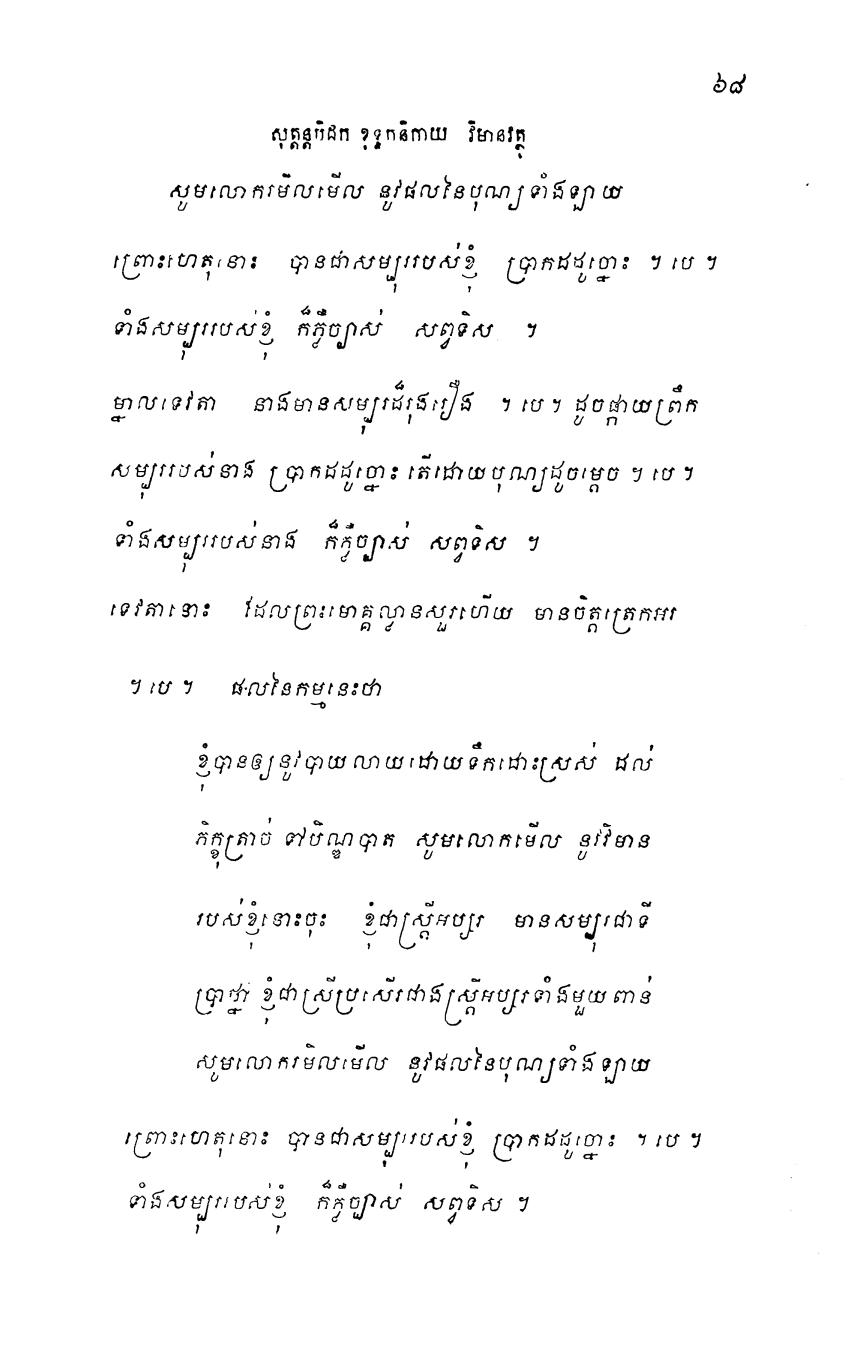 ៦៨
សុត្តន្តបិដក ខុទ្ទកនិកាយ វិមានវត្ថុ
សូមលោករមិលមើល នូវផលនៃបុណ្យទាំងឡាយ
ព្រោះហេតុនោះ បានជាសម្បុររបស់ខ្ញុំ ប្រាកដដូច្នោះ ។ បេ ។
ទាំងសម្បុររបស់ខ្ញុំ ក៏ភ្លឺច្បាស់ សព្វទិស ។
ម្នាលទេវតា នាងមានសម្បុរដ៏រុងរឿង ។ បេ ។ ដូចផ្កាយព្រឹក
សម្បុររបស់នាង ប្រាកដដូច្នោះ តើដោយបុណ្យដូចម្តេច ។ បេ ។
ទាំងសម្បុររបស់នាង ក៏ភ្លឺច្បាស់ សព្វទិស ។
ទេវតានោះ ដែលព្រះមោគ្គល្លានសួរហើយ មានចិត្តត្រេកអរ
។ បេ ។ ផលនៃកម្មនេះថា
ខ្ញុំបានឲ្យនូវបាយលាយដោយទឹកដោះស្រស់ ដល់
ភិក្ខុត្រាច់ ទៅបិណ្ឌបាត សូមលោកមើល នូវវិមាន
របស់ខ្ញុំនោះចុះ ខ្ញុំជាស្ត្រីអប្សរ មានសម្បុរជាទី
ប្រាថ្នា ខ្ញុំជាស្រីប្រសើរជាងស្ត្រីអប្សរទាំងមួយពាន់
សូមលោករមិលមើល នូវផលនៃបុណ្យទាំងឡាយ
ព្រោះហេតុនោះ បានជាសម្បុររបស់ខ្ញុំ ប្រាកដដូច្នោះ ។ បេ ។
ទាំងសម្បុររបស់ខ្ញុំ ក៏ភ្លឺច្បាស់ សព្វទិស ។